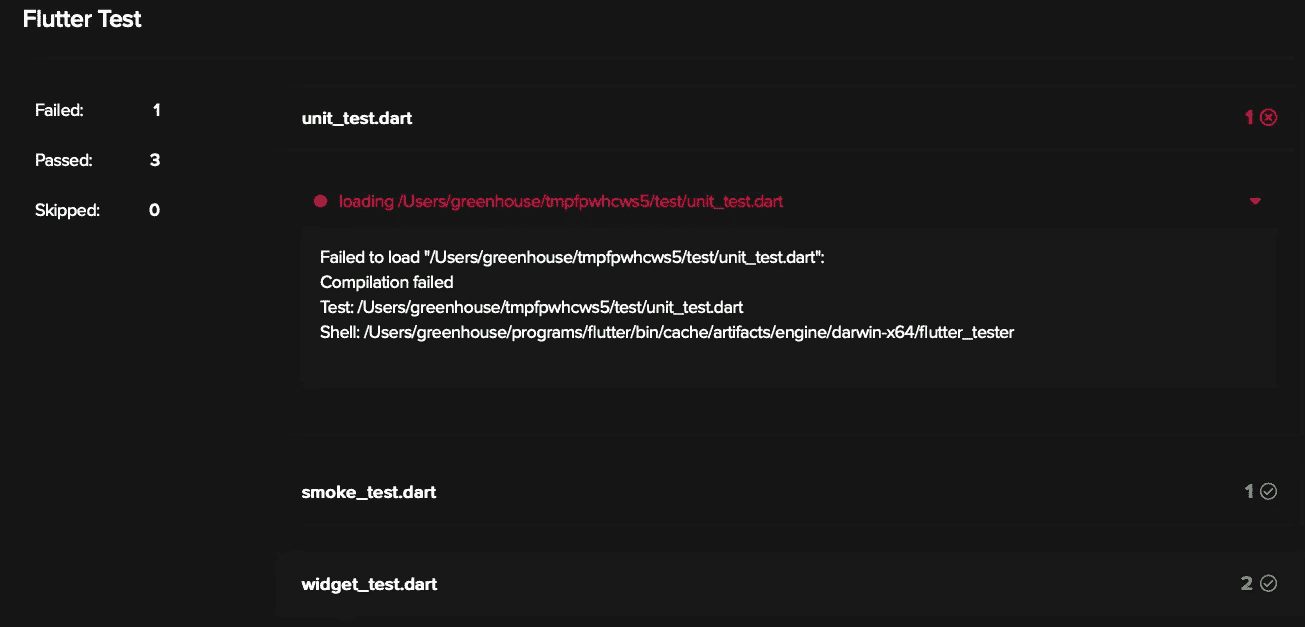 Flutter Test
Failed: 1
Passed: 3
Skipped: 0
unit_test.dart 1
loading /Users/greenhouse/tmpfpwhcws5/test/unit_test.dart
Failed to load "/Users/greenhouse/tmpfpwhcws5/test/unit_test.dart":
Compilation failed
Test: /Users/greenhouse/tmpfpwhcws5/test/unit_test.dart
Shell: /Users/greenhouse/programs/flutter/bin/cache/artifacts/engine/darwin-x64/flutter_tester
smoke_test.dart 1
widget_test.dart 2